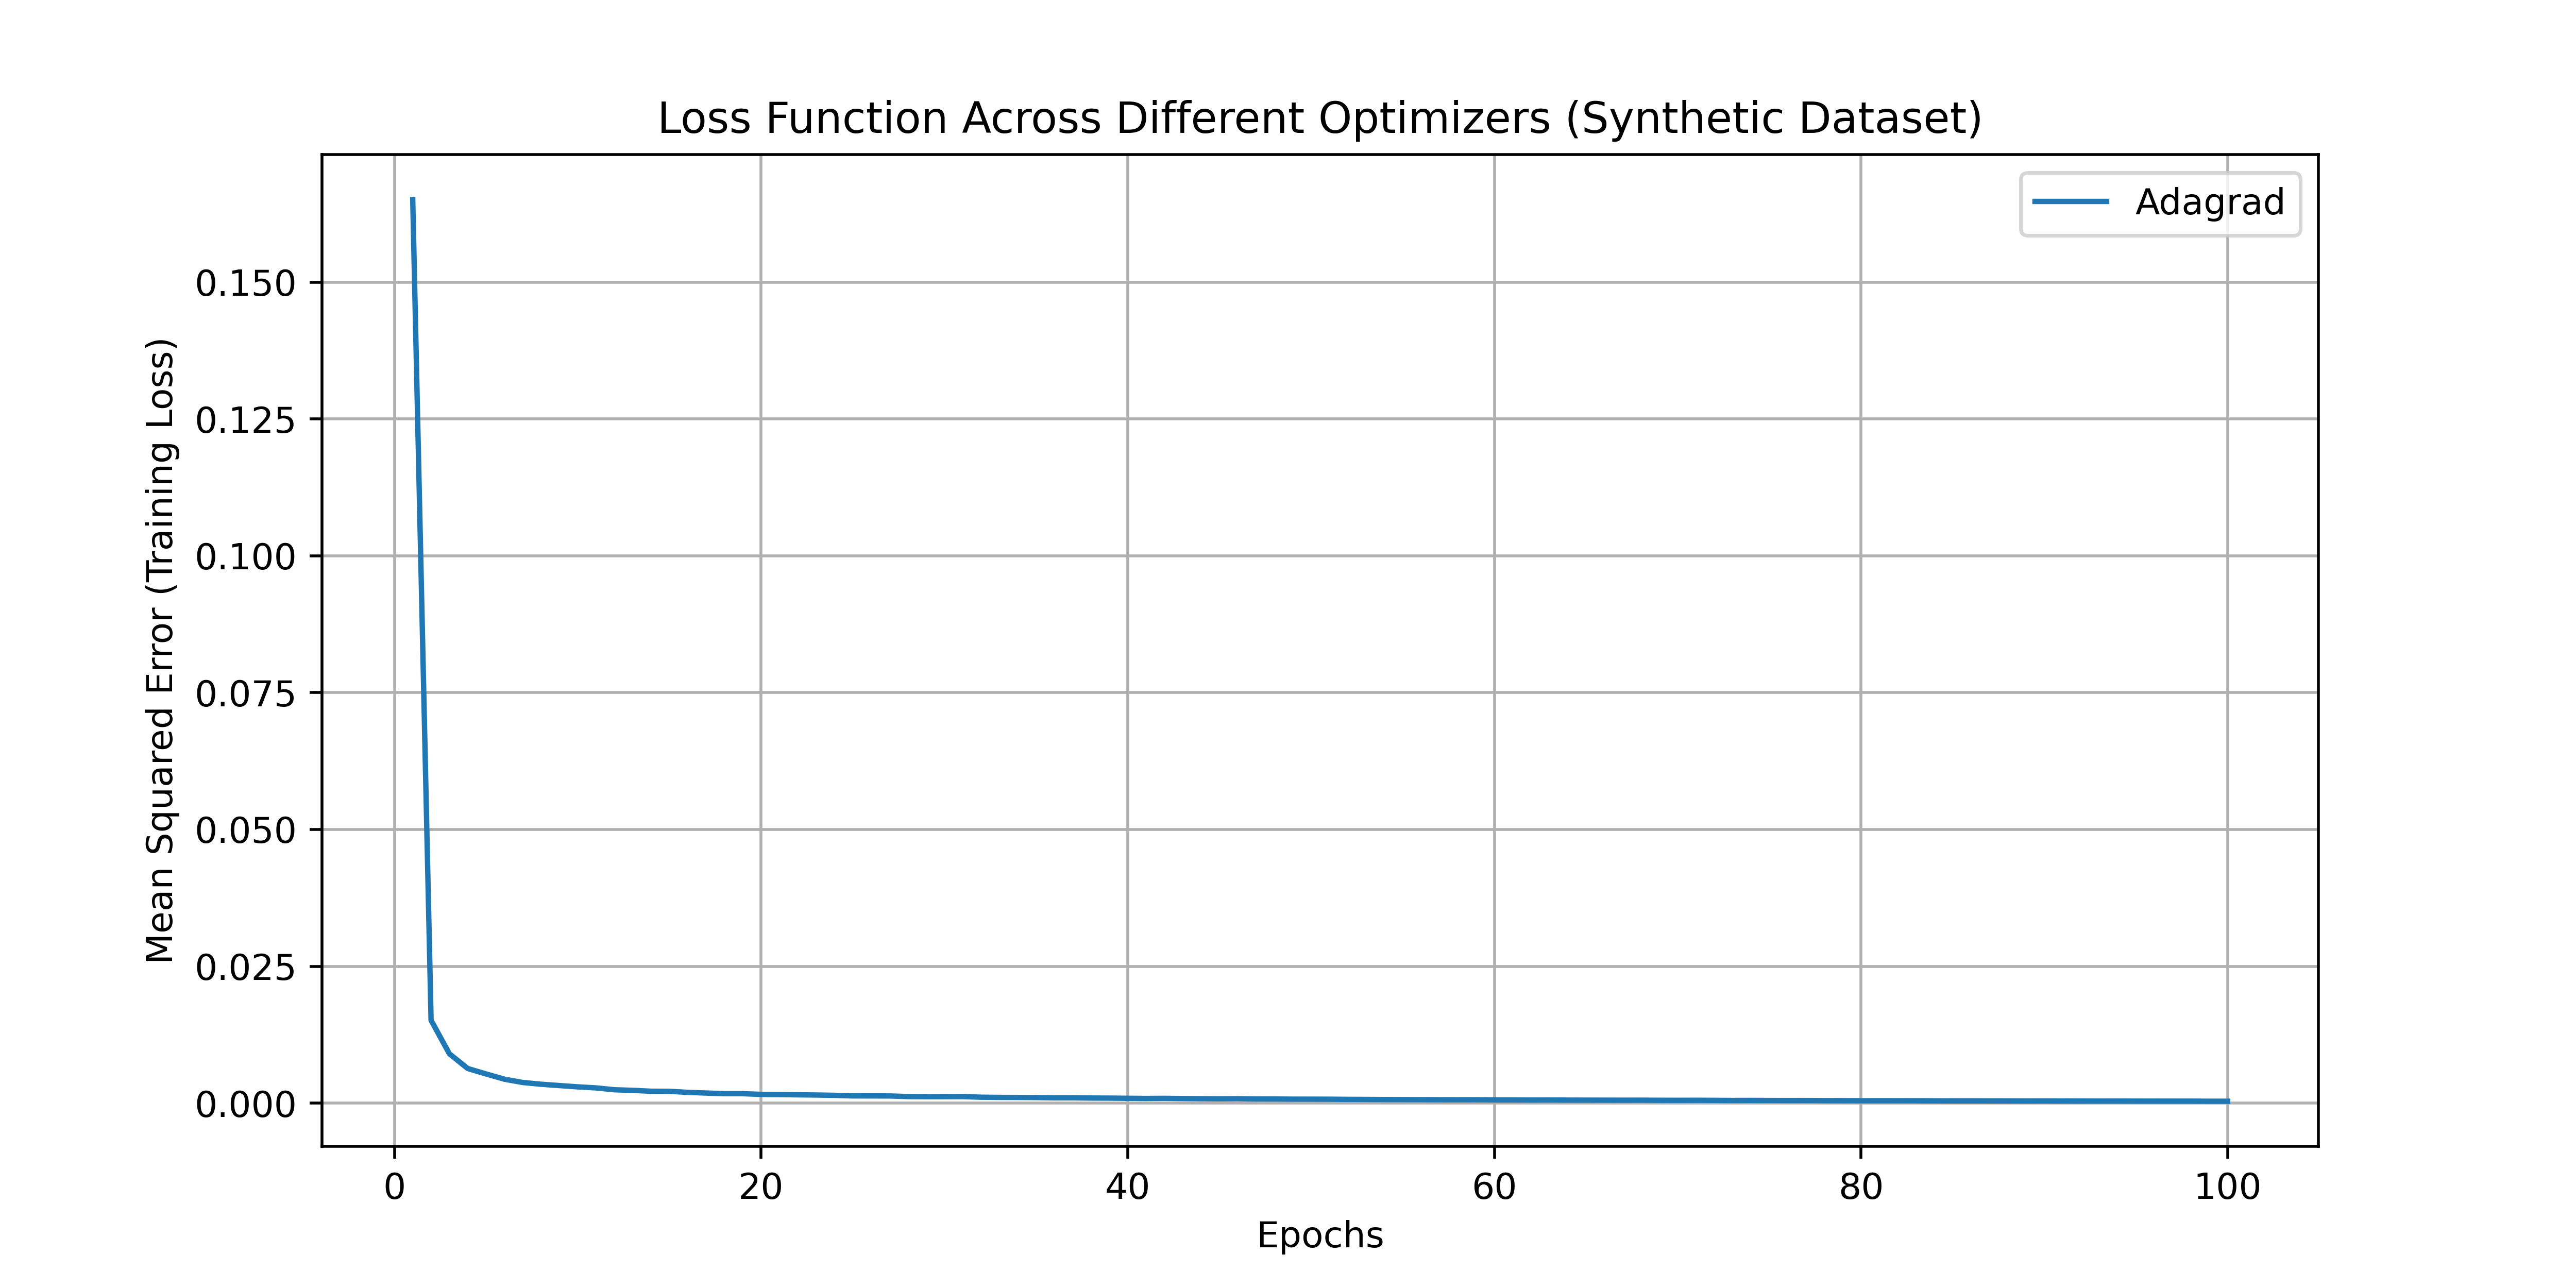 Loss Function Across Different Optimizers (Synthetic Dataset)
Adagrad
Mean Squared Error (Training Loss)
0.150
0.125
0.100
0.075
0.050
0.025
0.000
0 20 40 60 80 100
Epochs